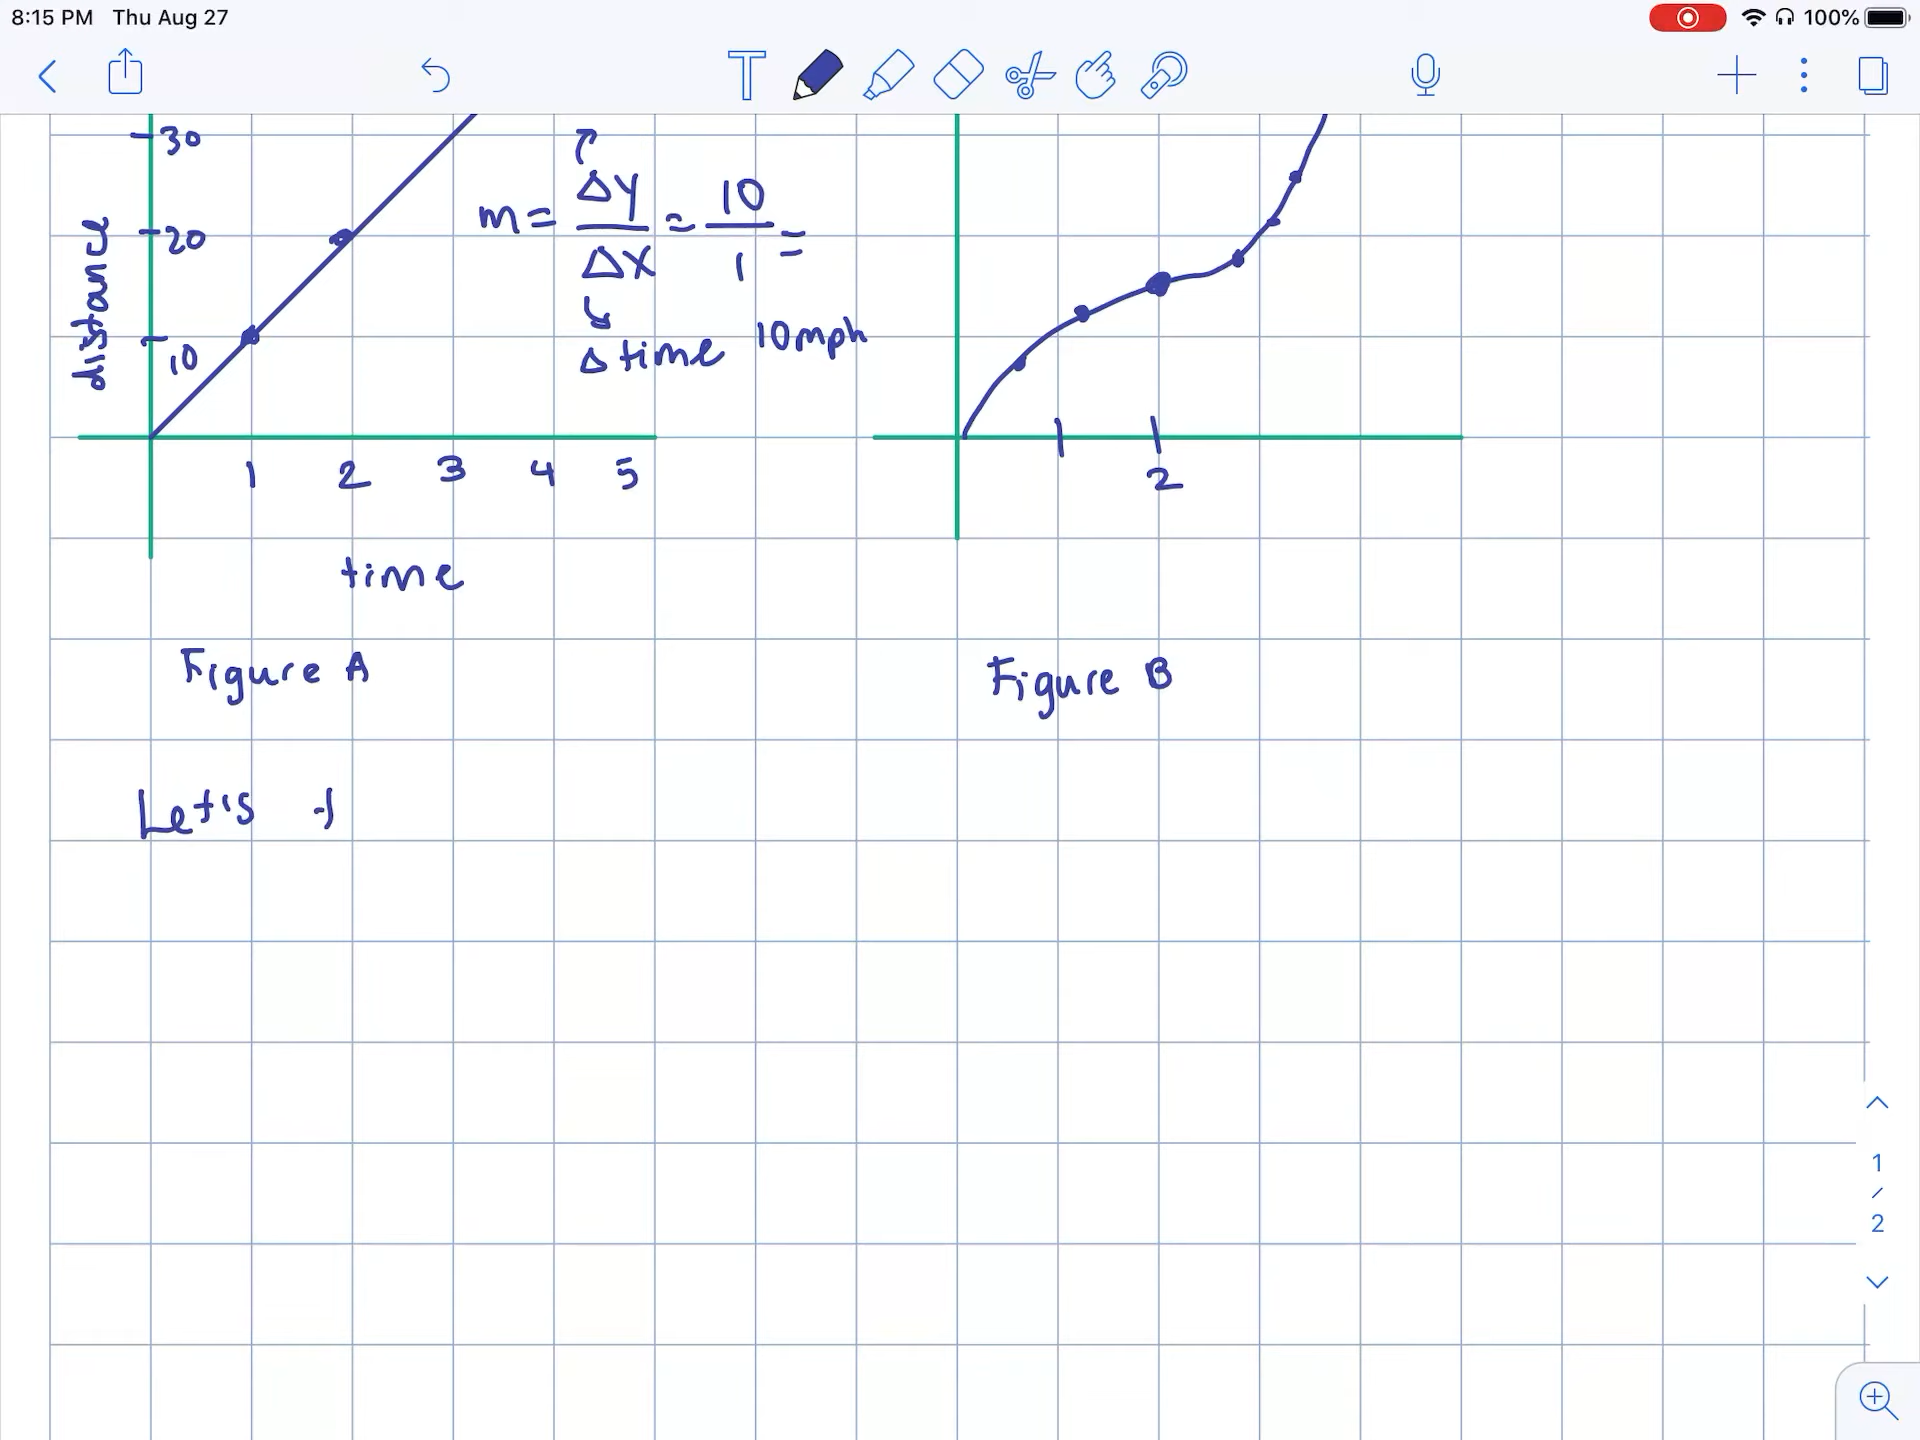 8:15 PM Thu Aug 27
100%
T
30
20
10
distance
m = ΔY/ΔX = 10/1 =
10mph
Δ time
1 2 3 4 5
time
Figure A
2
Figure B
Let's
1
/
2